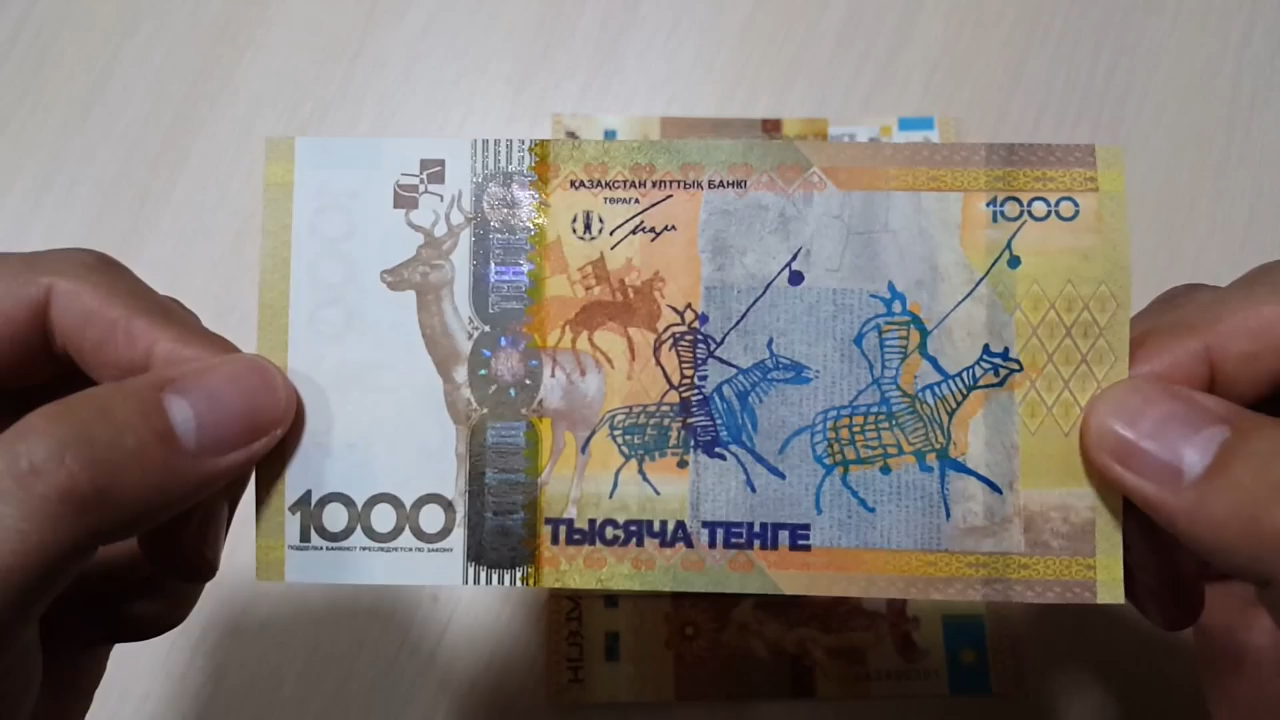 ҚАЗАҚСТАН ҰЛТТЫҚ БАНКІ
ТӨРАҒА
1000
1000
ПОДДЕЛКА БАНКНОТ ПРЕСЛЕДУЕТСЯ ПО ЗАКОНУ
ТЫСЯЧА ТЕНГЕ